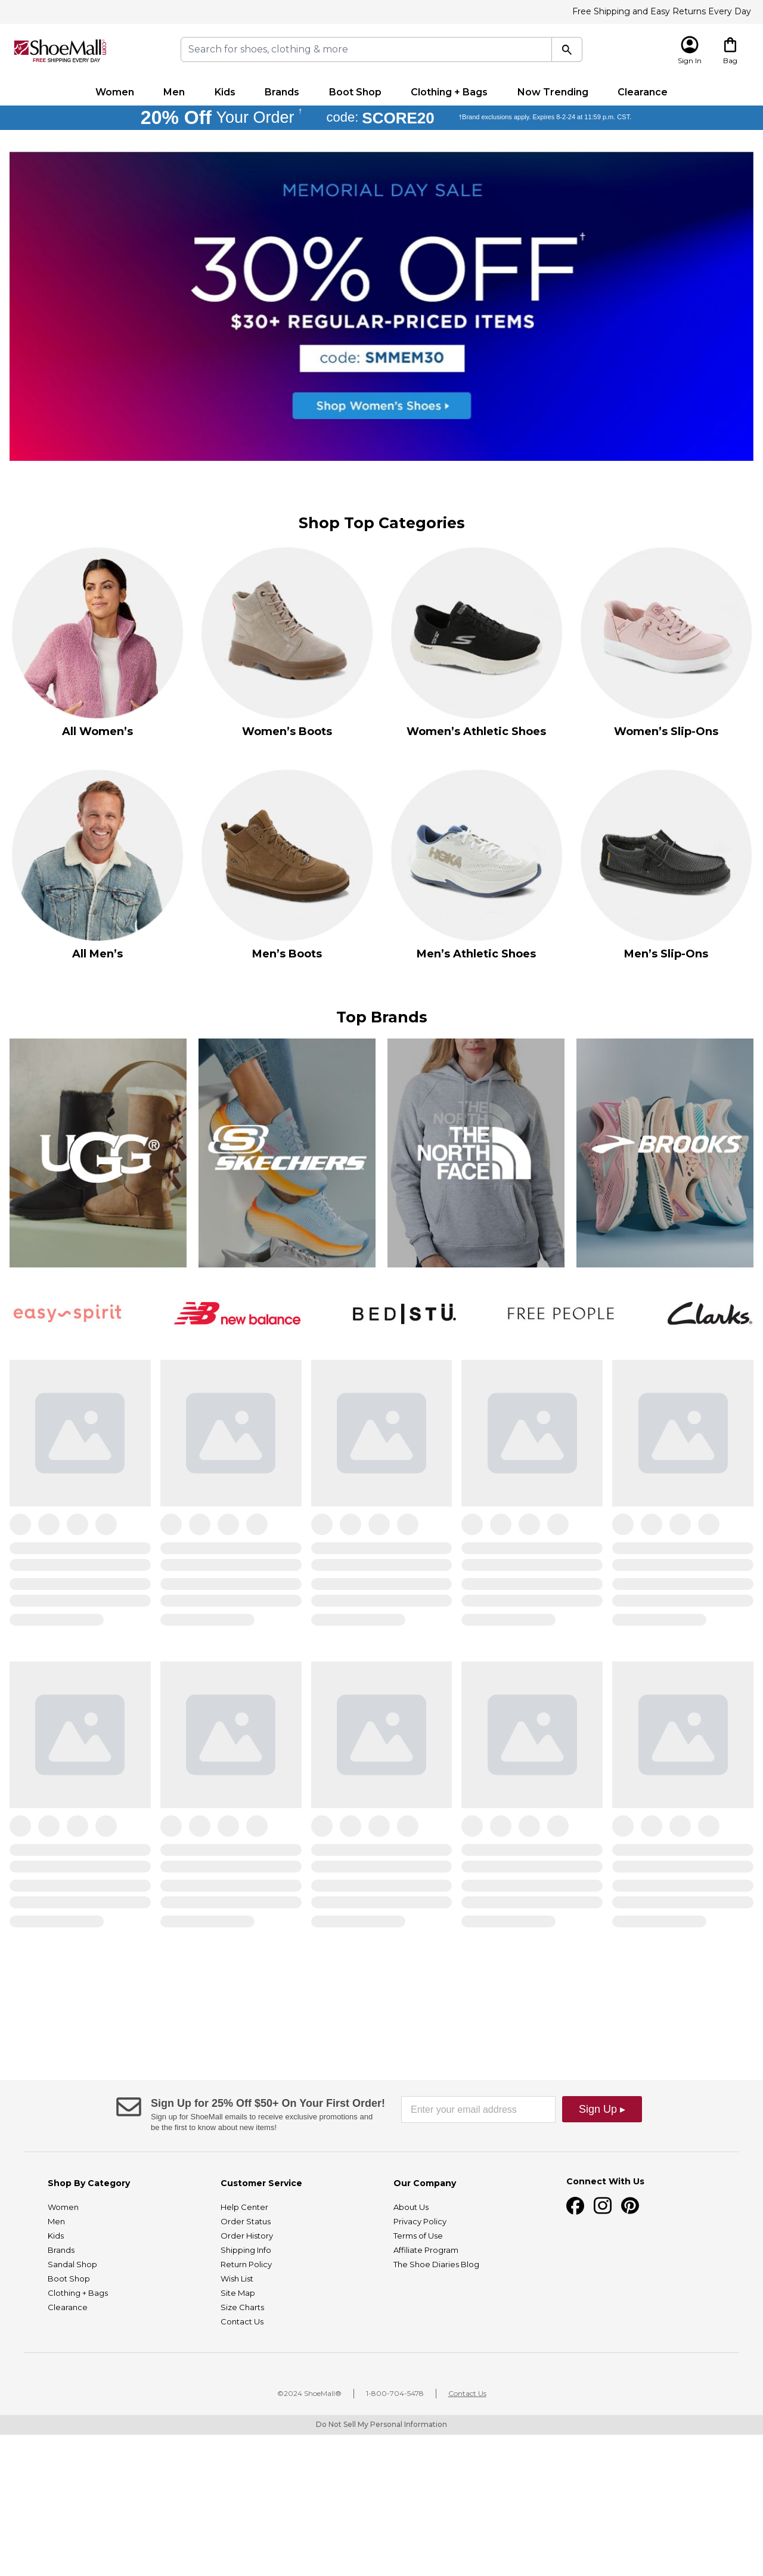 Free Shipping and Easy Returns Every Day
ShoeMall.com
FREE SHIPPING EVERY DAY
Search for shoes, clothing & more
Sign In
Bag
Women Men Kids Brands Boot Shop Clothing + Bags Now Trending Clearance
20% Off Your Order † code: SCORE20 †Brand exclusions apply. Expires 8-2-24 at 11:59 p.m. CST.
MEMORIAL DAY SALE
30% OFF†
$30+ REGULAR-PRICED ITEMS
code: SMMEM30
Shop Women's Shoes ▸
Shop Top Categories
All Women's
Women's Boots
Women's Athletic Shoes
Women's Slip-Ons
HOKA
All Men's
Men's Boots
Men's Athletic Shoes
Men's Slip-Ons
Top Brands
UGG®
SKECHERS
THE NORTH FACE
THE
NORTH
FACE
BROOKS
easy spirit
NB new balance
BED|STÜ.
FREE PEOPLE
Clarks.
Sign Up for 25% Off $50+ On Your First Order!
Sign up for ShoeMall emails to receive exclusive promotions and
be the first to know about new items!
Enter your email address
Sign Up ▸
Shop By Category
Women
Men
Kids
Brands
Sandal Shop
Boot Shop
Clothing + Bags
Clearance
Customer Service
Help Center
Order Status
Order History
Shipping Info
Return Policy
Wish List
Site Map
Size Charts
Contact Us
Our Company
About Us
Privacy Policy
Terms of Use
Affiliate Program
The Shoe Diaries Blog
Connect With Us
©2024 ShoeMall® | 1-800-704-5478 | Contact Us
Do Not Sell My Personal Information